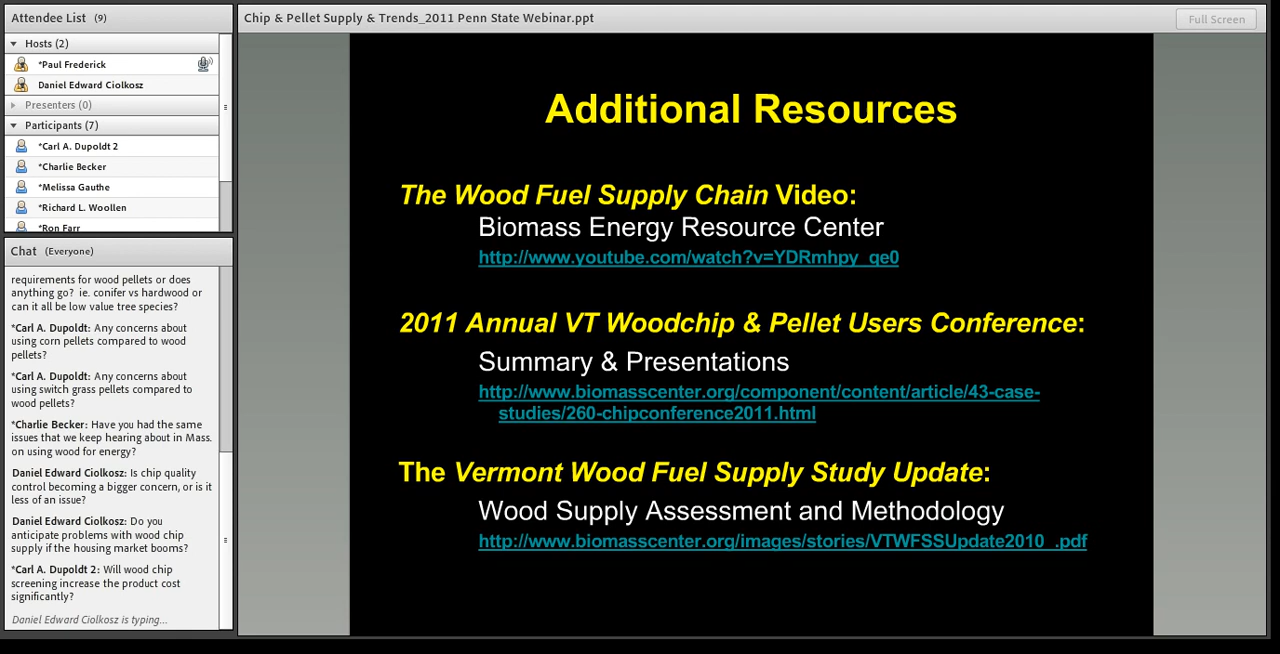 Attendee List (9)
Hosts (2)
*Paul Frederick
Daniel Edward Ciolkosz
Presenters (0)
Participants (7)
*Carl A. Dupoldt 2
*Charlie Becker
*Melissa Gauthe
*Richard L. Woollen
*Ron Farr
Chat (Everyone)
requirements for wood pellets or does
anything go? ie. conifer vs hardwood or
can it all be low value tree species?
*Carl A. Dupoldt: Any concerns about
using corn pellets compared to wood
pellets?
*Carl A. Dupoldt: Any concerns about
using switch grass pellets compared to
wood pellets?
*Charlie Becker: Have you had the same
issues that we keep hearing about in Mass.
on using wood for energy?
Daniel Edward Ciolkosz: Is chip quality
control becoming a bigger concern, or is it
less of an issue?
Daniel Edward Ciolkosz: Do you
anticipate problems with wood chip
supply if the housing market booms?
*Carl A. Dupoldt 2: Will wood chip
screening increase the product cost
significantly?
Daniel Edward Ciolkosz is typing...
Chip & Pellet Supply & Trends_2011 Penn State Webinar.ppt
Full Screen
Additional Resources
The Wood Fuel Supply Chain Video:
Biomass Energy Resource Center
http://www.youtube.com/watch?v=YDRmhpy_qe0
2011 Annual VT Woodchip & Pellet Users Conference:
Summary & Presentations
http://www.biomasscenter.org/component/content/article/43-case-
studies/260-chipconference2011.html
The Vermont Wood Fuel Supply Study Update:
Wood Supply Assessment and Methodology
http://www.biomasscenter.org/images/stories/VTWFSSUpdate2010_.pdf